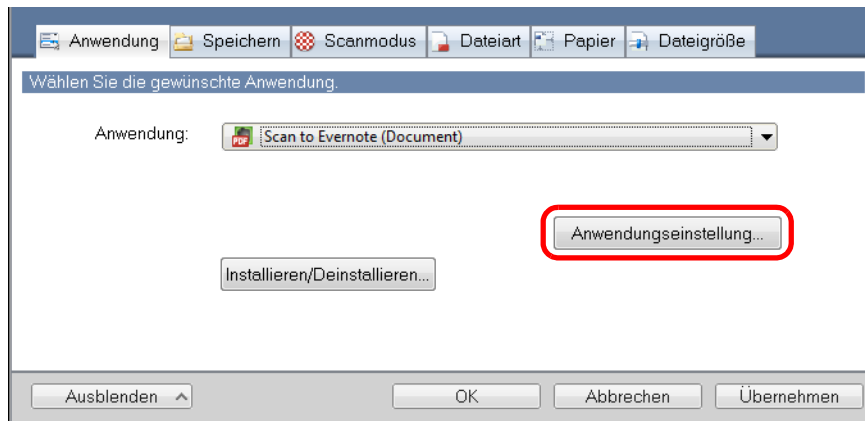 Anwendung Speichern Scanmodus Dateiart Papier Dateigröße
Wählen Sie die gewünschte Anwendung.
Anwendung: PDF Scan to Evernote (Document)
Anwendungseinstellung...
Installieren/Deinstallieren...
Ausblenden OK Abbrechen Übernehmen